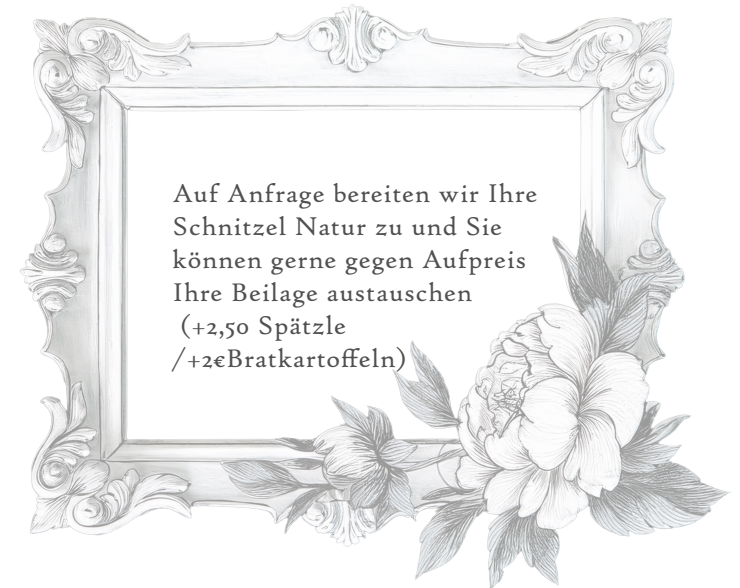 Auf Anfrage bereiten wir Ihre
Schnitzel Natur zu und Sie
können gerne gegen Aufpreis
Ihre Beilage austauschen
(+2,50 Spätzle
/+2€Bratkartoffeln)